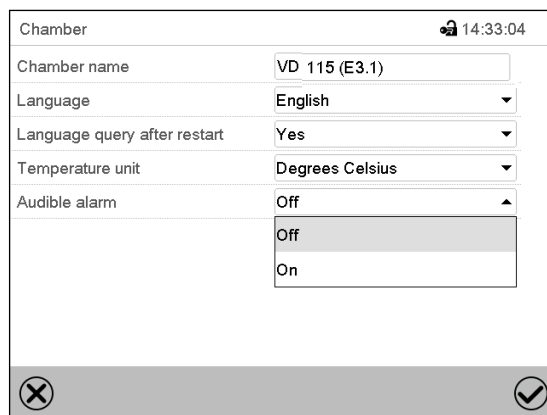 Chamber 14:33:04
Chamber name VD 115 (E3.1)
Language English
Language query after restart Yes
Temperature unit Degrees Celsius
Audible alarm Off
Off
On